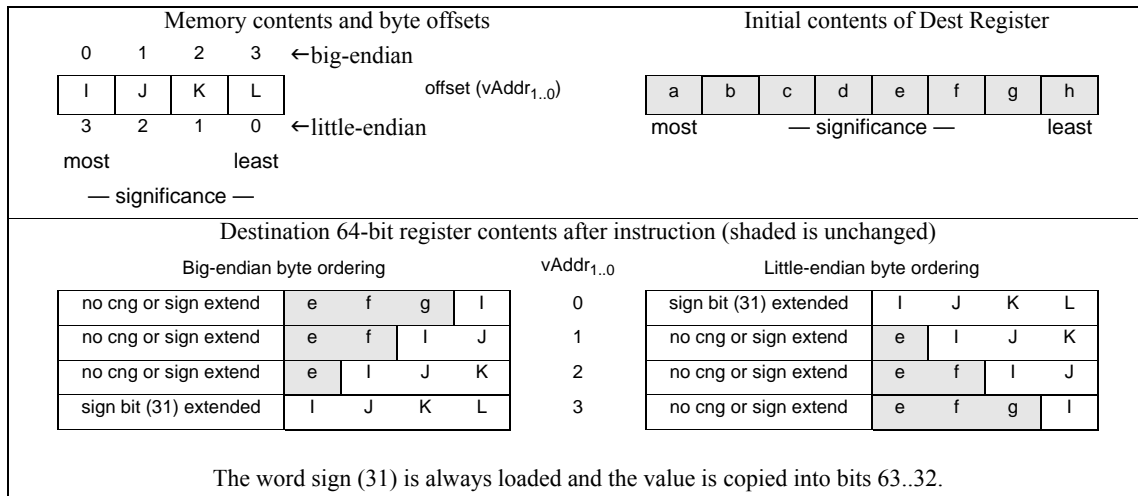 Memory contents and byte offsets Initial contents of Dest Register
0 1 2 3 ←big-endian
I J K L offset (vAddr1..0) a b c d e f g h
3 2 1 0 ←little-endian most — significance — least
most least
— significance —
Destination 64-bit register contents after instruction (shaded is unchanged)
Big-endian byte ordering vAddr1..0 Little-endian byte ordering
no cng or sign extend e f g I 0 sign bit (31) extended I J K L
no cng or sign extend e f I J 1 no cng or sign extend e I J K
no cng or sign extend e I J K 2 no cng or sign extend e f I J
sign bit (31) extended I J K L 3 no cng or sign extend e f g I
The word sign (31) is always loaded and the value is copied into bits 63..32.